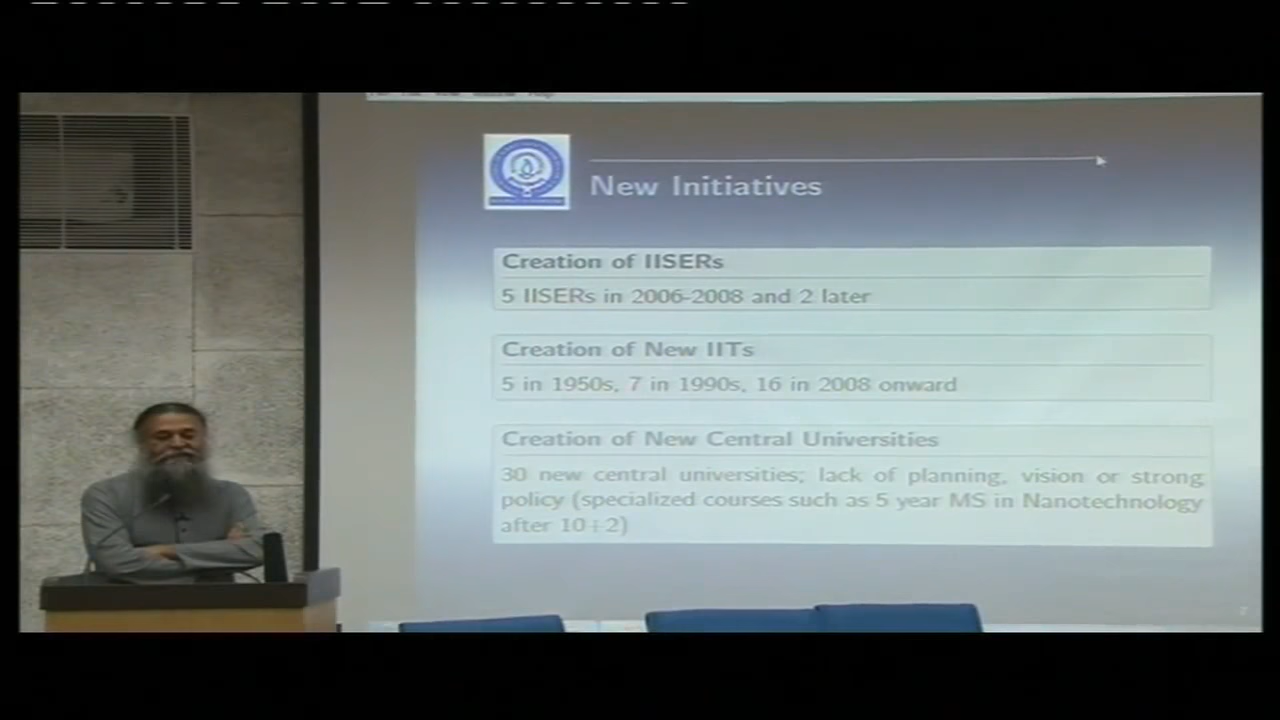 New Initiatives
Creation of IISERs
5 IISERs in 2006-2008 and 2 later
Creation of New IITs
5 in 1950s, 7 in 1990s, 16 in 2008 onward
Creation of New Central Universities
30 new central universities; lack of planning, vision or strong
policy (specialized courses such as 5 year MS in Nanotechnology
after 10+2)